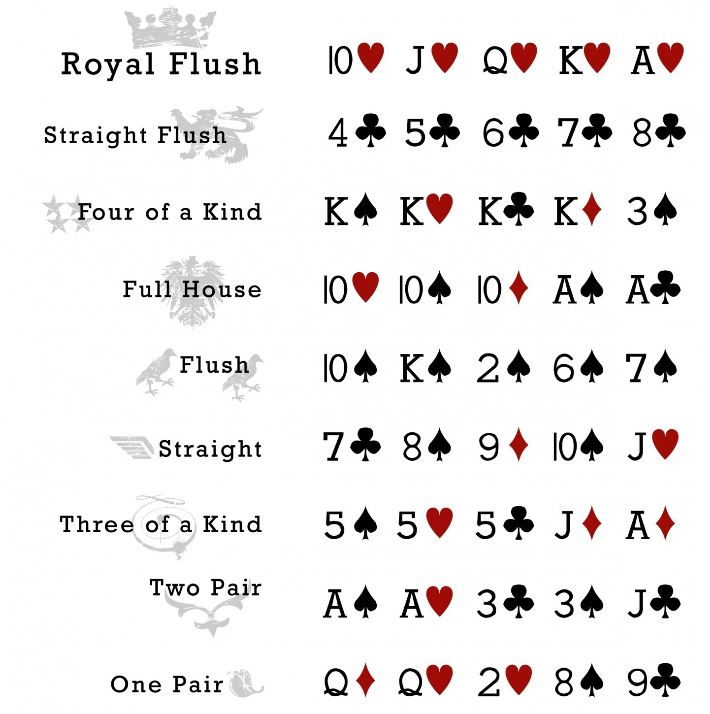 Royal Flush 10♥ J♥ Q♥ K♥ A♥
Straight Flush 4♣ 5♣ 6♣ 7♣ 8♣
Four of a Kind K♠ K♥ K♣ K♦ 3♠
Full House 10♥ 10♠ 10♦ A♠ A♣
Flush 10♠ K♠ 2♠ 6♠ 7♠
Straight 7♣ 8♠ 9♦ 10♠ J♥
Three of a Kind 5♠ 5♥ 5♣ J♦ A♦
Two Pair A♠ A♥ 3♣ 3♠ J♣
One Pair Q♦ Q♥ 2♥ 8♠ 9♣